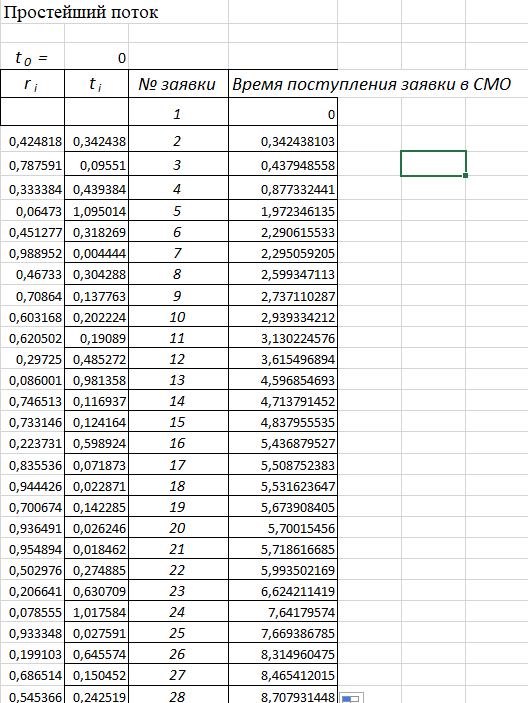 Простейший поток
t 0 = 0
r i t i № заявки Время поступления заявки в СМО
1 0
0,424818 0,342438 2 0,342438103
0,787591 0,09551 3 0,437948558
0,333384 0,439384 4 0,877332441
0,06473 1,095014 5 1,972346135
0,451277 0,318269 6 2,290615533
0,988952 0,004444 7 2,295059205
0,46733 0,304288 8 2,599347113
0,70864 0,137763 9 2,737110287
0,603168 0,202224 10 2,939334212
0,620502 0,19089 11 3,130224576
0,29725 0,485272 12 3,615496894
0,086001 0,981358 13 4,596854693
0,746513 0,116937 14 4,713791452
0,733146 0,124164 15 4,837955535
0,223731 0,598924 16 5,436879527
0,835536 0,071873 17 5,508752383
0,944426 0,022871 18 5,531623647
0,700674 0,142285 19 5,673908405
0,936491 0,026246 20 5,70015456
0,954894 0,018462 21 5,718616685
0,502976 0,274885 22 5,993502169
0,206641 0,630709 23 6,624211419
0,078555 1,017584 24 7,64179574
0,933348 0,027591 25 7,669386785
0,199103 0,645574 26 8,314960475
0,686514 0,150452 27 8,465412015
0,545366 0,242519 28 8,707931448